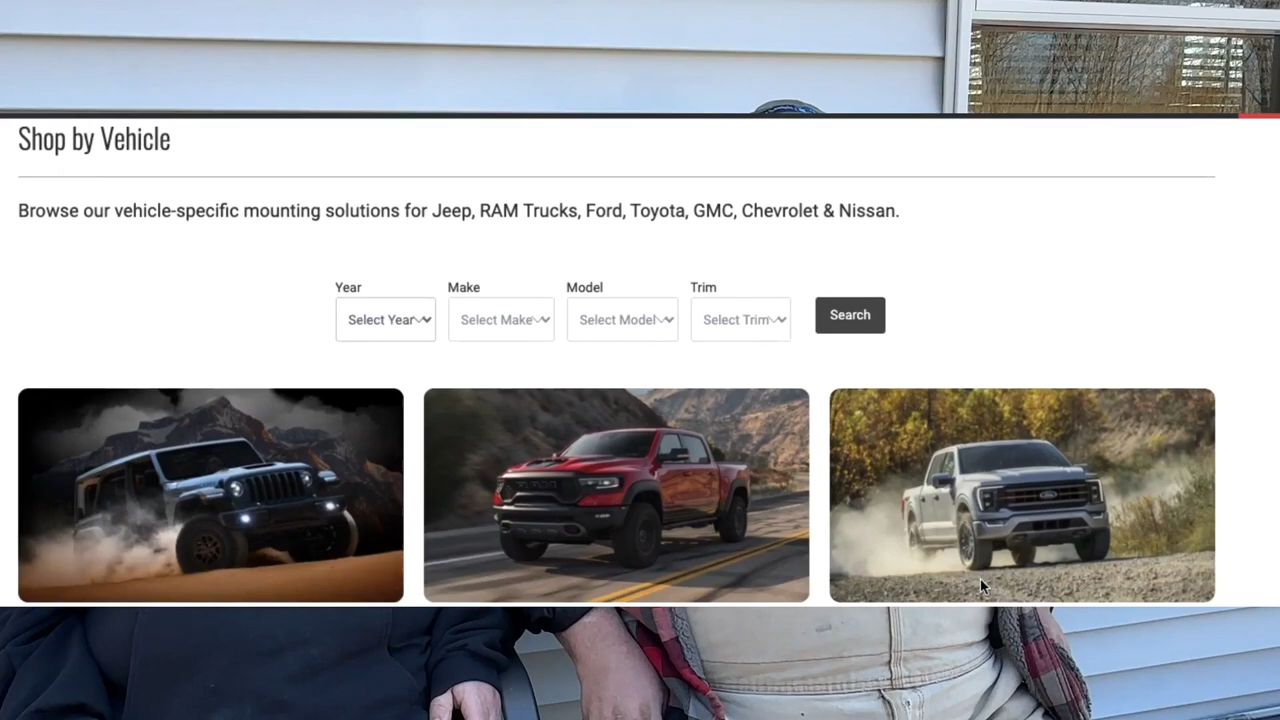 Shop by Vehicle
Browse our vehicle-specific mounting solutions for Jeep, RAM Trucks, Ford, Toyota, GMC, Chevrolet & Nissan.
Year Make Model Trim
Select Year Select Make Select Model Select Trim Search